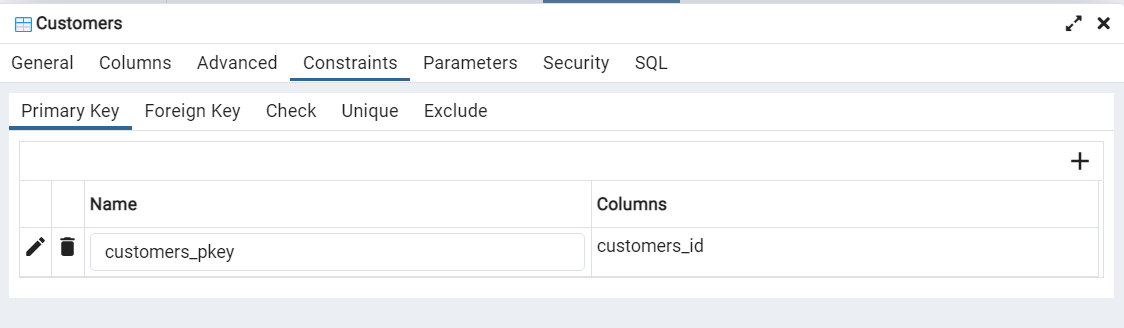 Customers
General Columns Advanced Constraints Parameters Security SQL
Primary Key Foreign Key Check Unique Exclude
Name Columns
customers_pkey customers_id